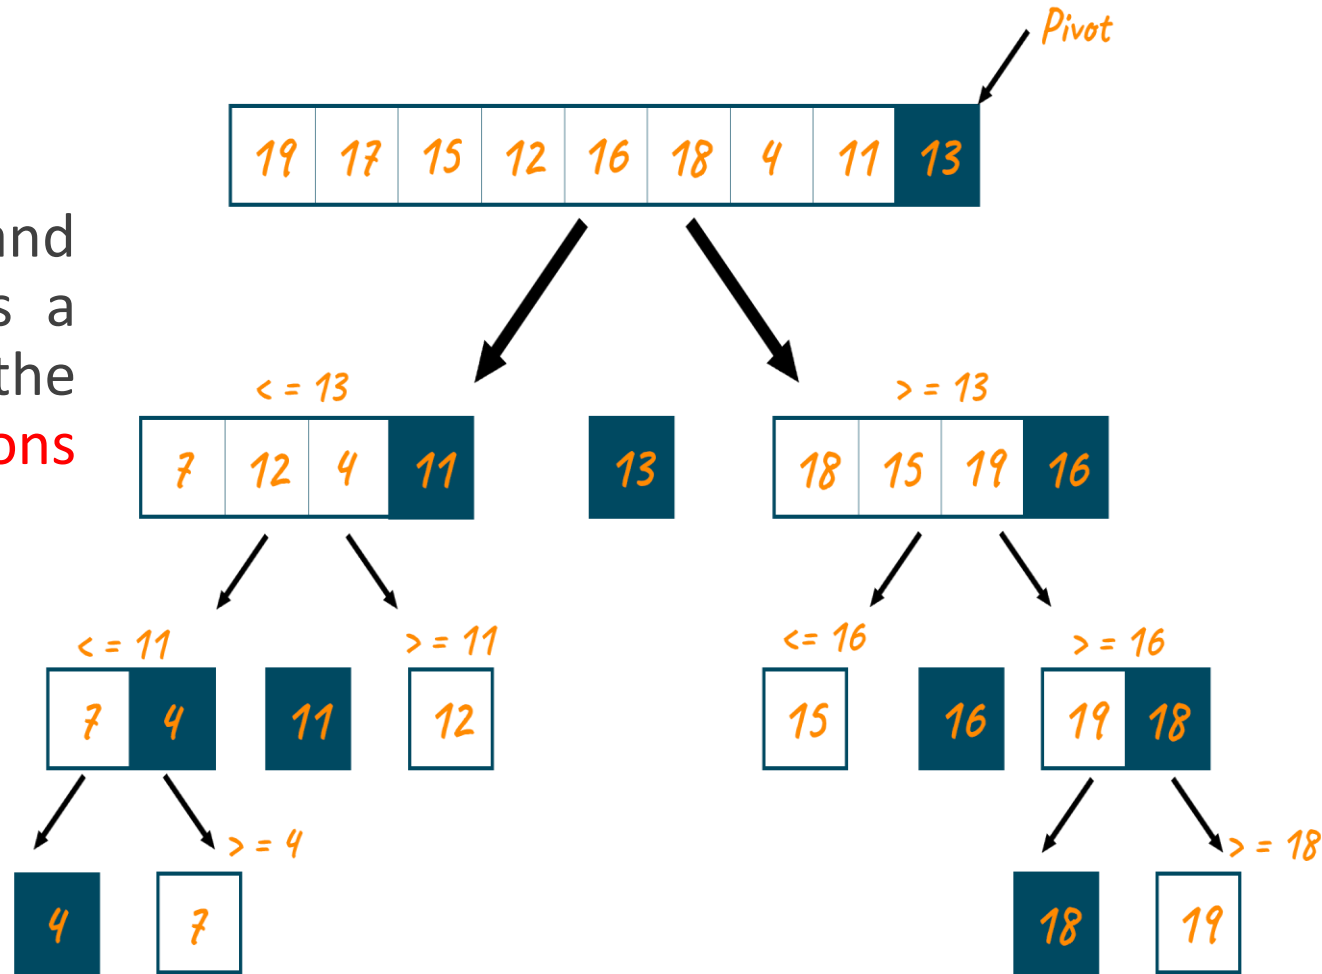 Pivot
19 17 15 12 16 18 4 11 13
and
s a
the
ons
< = 13
> = 13
7 12 4 11
13
18 15 19 16
< = 11
> = 11
<= 16
> = 16
7 4
11
12
15
16
19 18
> = 4
> = 18
4
7
18
19